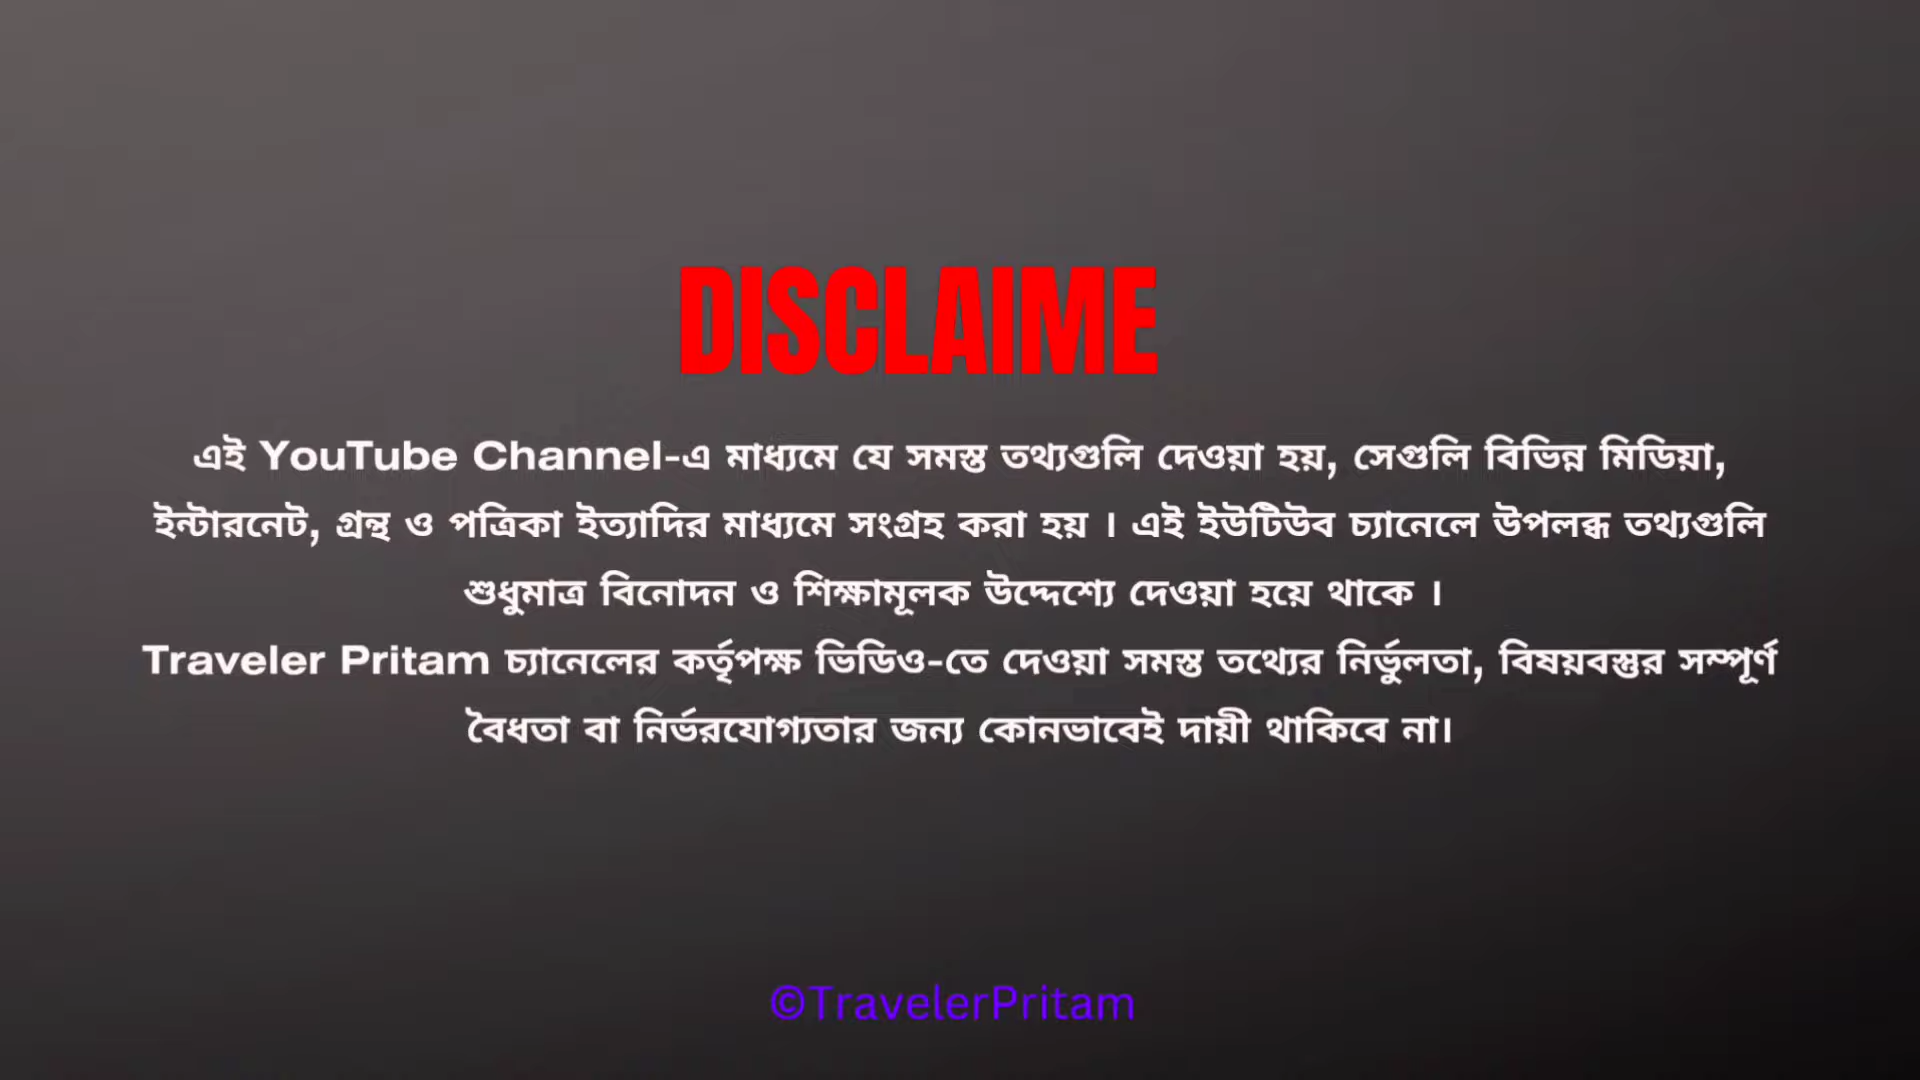 DISCLAIME
এই YouTube Channel-এ মাধ্যমে যে সমস্ত তথ্যগুলি দেওয়া হয়, সেগুলি বিভিন্ন মিডিয়া,
ইন্টারনেট, গ্রন্থ ও পত্রিকা ইত্যাদির মাধ্যমে সংগ্রহ করা হয় । এই ইউটিউব চ্যানেলে উপলব্ধ তথ্যগুলি
শুধুমাত্র বিনোদন ও শিক্ষামূলক উদ্দেশ্যে দেওয়া হয়ে থাকে ।
Traveler Pritam চ্যানেলের কর্তৃপক্ষ ভিডিও-তে দেওয়া সমস্ত তথ্যের নির্ভুলতা, বিষয়বস্তুর সম্পূর্ণ
বৈধতা বা নির্ভরযোগ্যতার জন্য কোনভাবেই দায়ী থাকিবে না।
©TravelerPritam